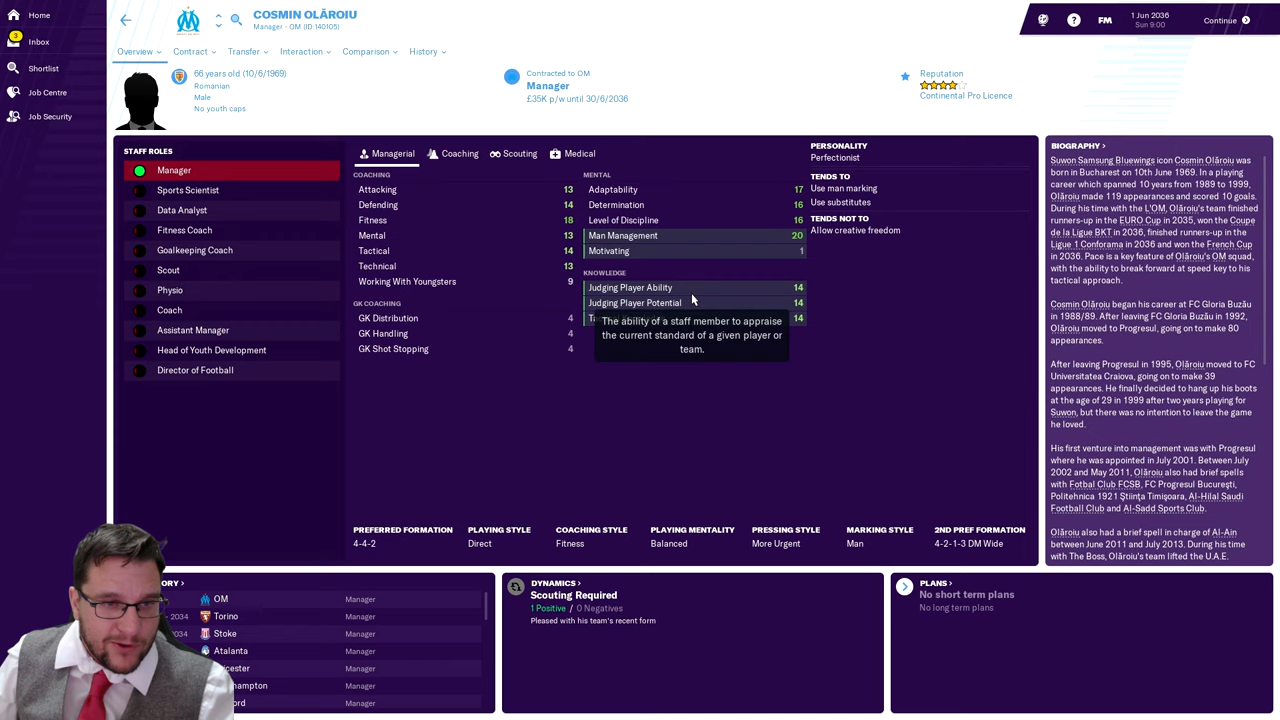 Home
3
Inbox
Shortlist
Job Centre
Job Security
COSMIN OLĂROIU
Manager - OM (ID:140105)
?
FM
1 Jun 2036
Sun 9:00
Continue
Overview
Contract
Transfer
Interaction
Comparison
History
66 years old (10/6/1969)
Romanian
Male
No youth caps
Contracted to OM
Manager
£35K p/w until 30/6/2036
Reputation
Continental Pro Licence
STAFF ROLES
Manager
Sports Scientist
Data Analyst
Fitness Coach
Goalkeeping Coach
Scout
Physio
Coach
Assistant Manager
Head of Youth Development
Director of Football
Managerial
Coaching
Scouting
Medical
COACHING
Attacking 13
Defending 14
Fitness 18
Mental 13
Tactical 14
Technical 13
Working With Youngsters 9
GK COACHING
GK Distribution 4
GK Handling 4
GK Shot Stopping 4
MENTAL
Adaptability 17
Determination 16
Level of Discipline 16
Man Management 20
Motivating 1
KNOWLEDGE
Judging Player Ability 14
Judging Player Potential 14
14
The ability of a staff member to appraise
the current standard of a given player or
team.
PERSONALITY
Perfectionist
TENDS TO
Use man marking
Use substitutes
TENDS NOT TO
Allow creative freedom
PREFERRED FORMATION
4-4-2
PLAYING STYLE
Direct
COACHING STYLE
Fitness
PLAYING MENTALITY
Balanced
PRESSING STYLE
More Urgent
MARKING STYLE
Man
2ND PREF FORMATION
4-2-1-3 DM Wide
BIOGRAPHY >
Suwon Samsung Bluewings icon Cosmin Olăroiu was
born in Bucharest on 10th June 1969. In a playing
career which spanned 10 years from 1989 to 1999,
Olăroiu made 119 appearances and scored 10 goals.
During his time with the L'OM, Olăroiu's team finished
runners-up in the EURO Cup in 2035, won the Coupe
de la Ligue BKT in 2036, finished runners-up in the
Ligue 1 Conforama in 2036 and won the French Cup
in 2036. Pace is a key feature of Olăroiu's OM squad,
with the ability to break forward at speed key to his
tactical approach.
Cosmin Olăroiu began his career at FC Gloria Buzău
in 1988/89. After leaving FC Gloria Buzău in 1992,
Olăroiu moved to Progresul, going on to make 80
appearances.
After leaving Progresul in 1995, Olăroiu moved to FC
Universitatea Craiova, going on to make 39
appearances. He finally decided to hang up his boots
at the age of 29 in 1999 after two years playing for
Suwon, but there was no intention to leave the game
he loved.
His first venture into management was with Progresul
where he was appointed in July 2001. Between July
2002 and May 2011, Olăroiu also had brief spells
with Fotbal Club FCSB, FC Progresul Bucureşti,
Politehnica 1921 Ştiinţa Timişoara, Al-Hilal Saudi
Football Club and Al-Sadd Sports Club.
Olăroiu also had a brief spell in charge of Al-Ain
between June 2011 and July 2013. During his time
with The Boss, Olăroiu's team lifted the U.A.E.
ORY >
OM Manager
- 2034 Torino Manager
2034 Stoke Manager
Atalanta Manager
icester Manager
hampton Manager
ord Manager
DYNAMICS >
Scouting Required
1 Positive / 0 Negatives
Pleased with his team's recent form
PLANS >
No short term plans
No long term plans